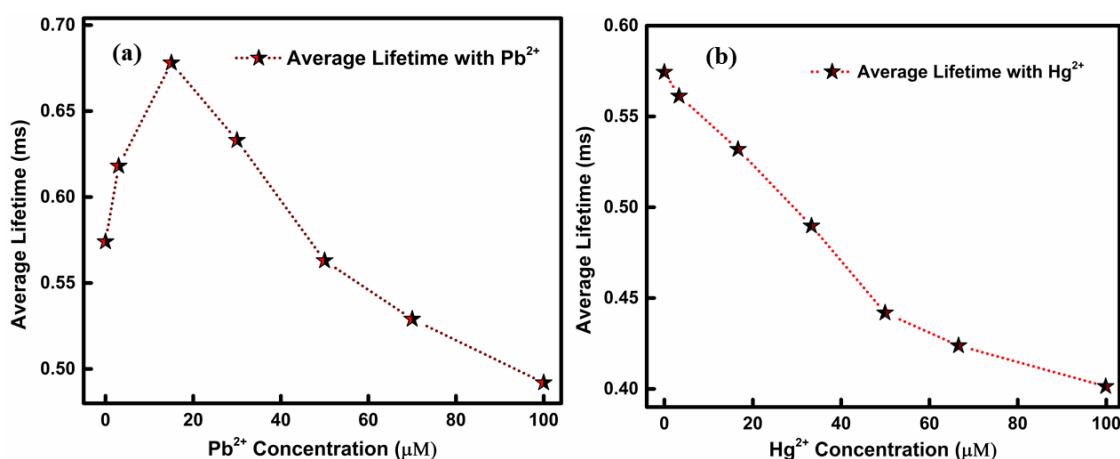 (a)
Average Lifetime with Pb²⁺
Average Lifetime (ms)
0.70
0.65
0.60
0.55
0.50
0 20 40 60 80 100
Pb²⁺ Concentration (μM)
(b)
Average Lifetime with Hg²⁺
Average Lifetime (ms)
0.60
0.55
0.50
0.45
0.40
0 20 40 60 80 100
Hg²⁺ Concentration (μM)